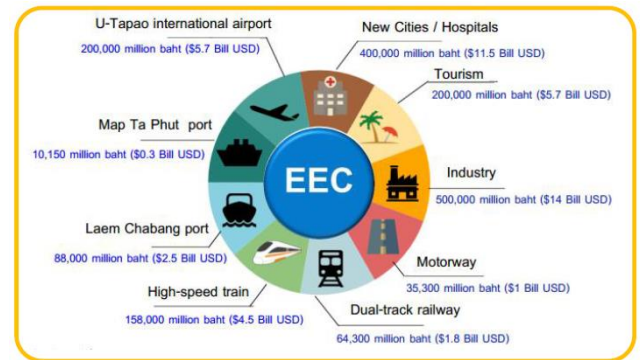 U-Tapao international airport
200,000 million baht ($5.7 Bill USD)
New Cities / Hospitals
400,000 million baht ($11.5 Bill USD)
Tourism
200,000 million baht ($5.7 Bill USD)
Map Ta Phut port
10,150 million baht ($0.3 Bill USD)
EEC
Industry
500,000 million baht ($14 Bill USD)
Laem Chabang port
88,000 million baht ($2.5 Bill USD)
Motorway
35,300 million baht ($1 Bill USD)
High-speed train
158,000 million baht ($4.5 Bill USD)
Dual-track railway
64,300 million baht ($1.8 Bill USD)